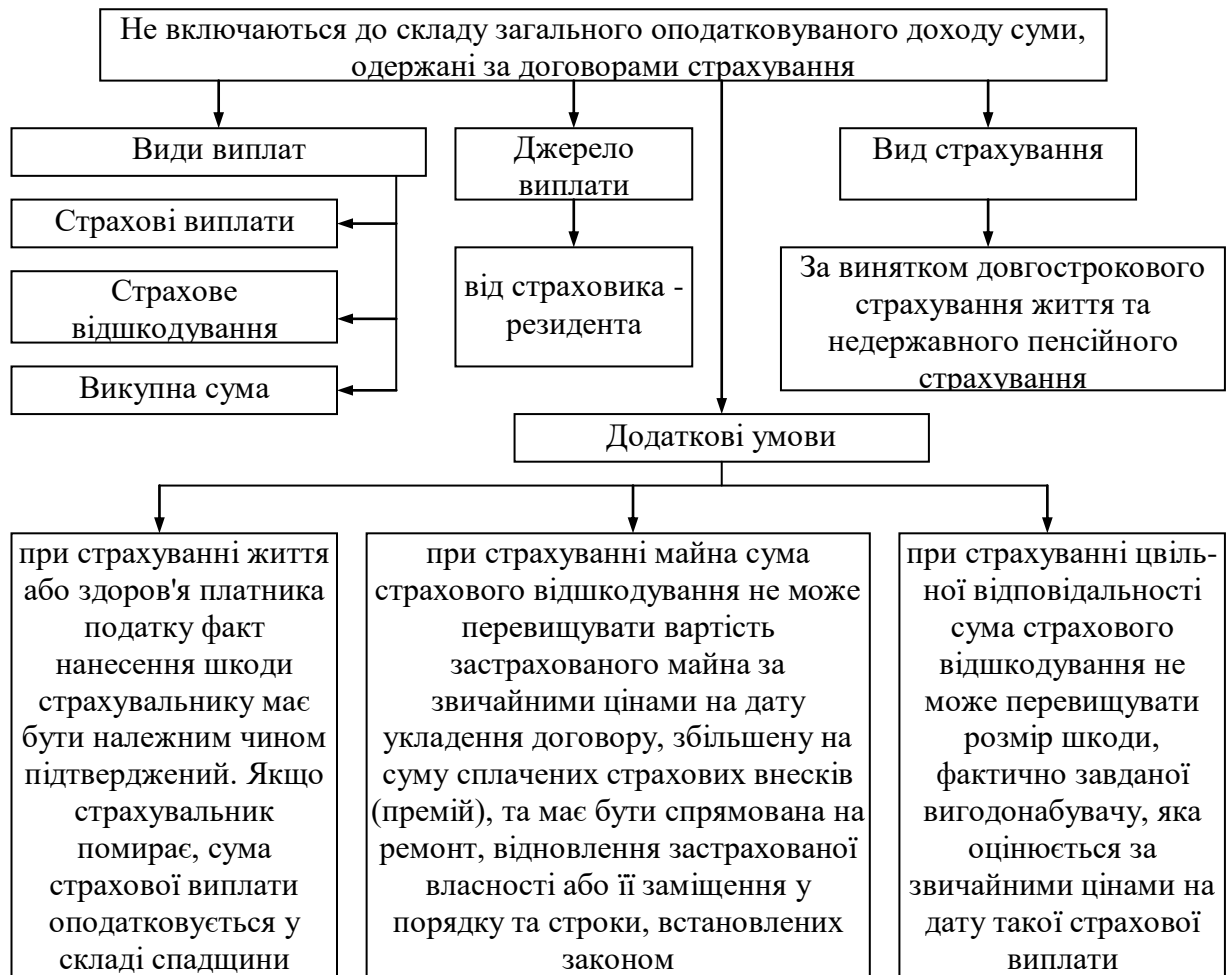 Не включаються до складу загального оподатковуваного доходу суми,
одержані за договорами страхування
Види виплат
Страхові виплати
Страхове
відшкодування
Викупна сума
Джерело
виплати
від страховика -
резидента
Вид страхування
За винятком довгострокового
страхування життя та
недержавного пенсійного
страхування
Додаткові умови
при страхуванні життя
або здоров'я платника
податку факт
нанесення шкоди
страхувальнику має
бути належним чином
підтверджений. Якщо
страхувальник
помирає, сума
страхової виплати
оподатковується у
складі спадщини
при страхуванні майна сума
страхового відшкодування не може
перевищувати вартість
застрахованого майна за
звичайними цінами на дату
укладення договору, збільшену на
суму сплачених страхових внесків
(премій), та має бути спрямована на
ремонт, відновлення застрахованої
власності або її заміщення у
порядку та строки, встановлених
законом
при страхуванні цвіль-
ної відповідальності
сума страхового
відшкодування не
може перевищувати
розмір шкоди,
фактично завданої
вигодонабувачу, яка
оцінюється за
звичайними цінами на
дату такої страхової
виплати